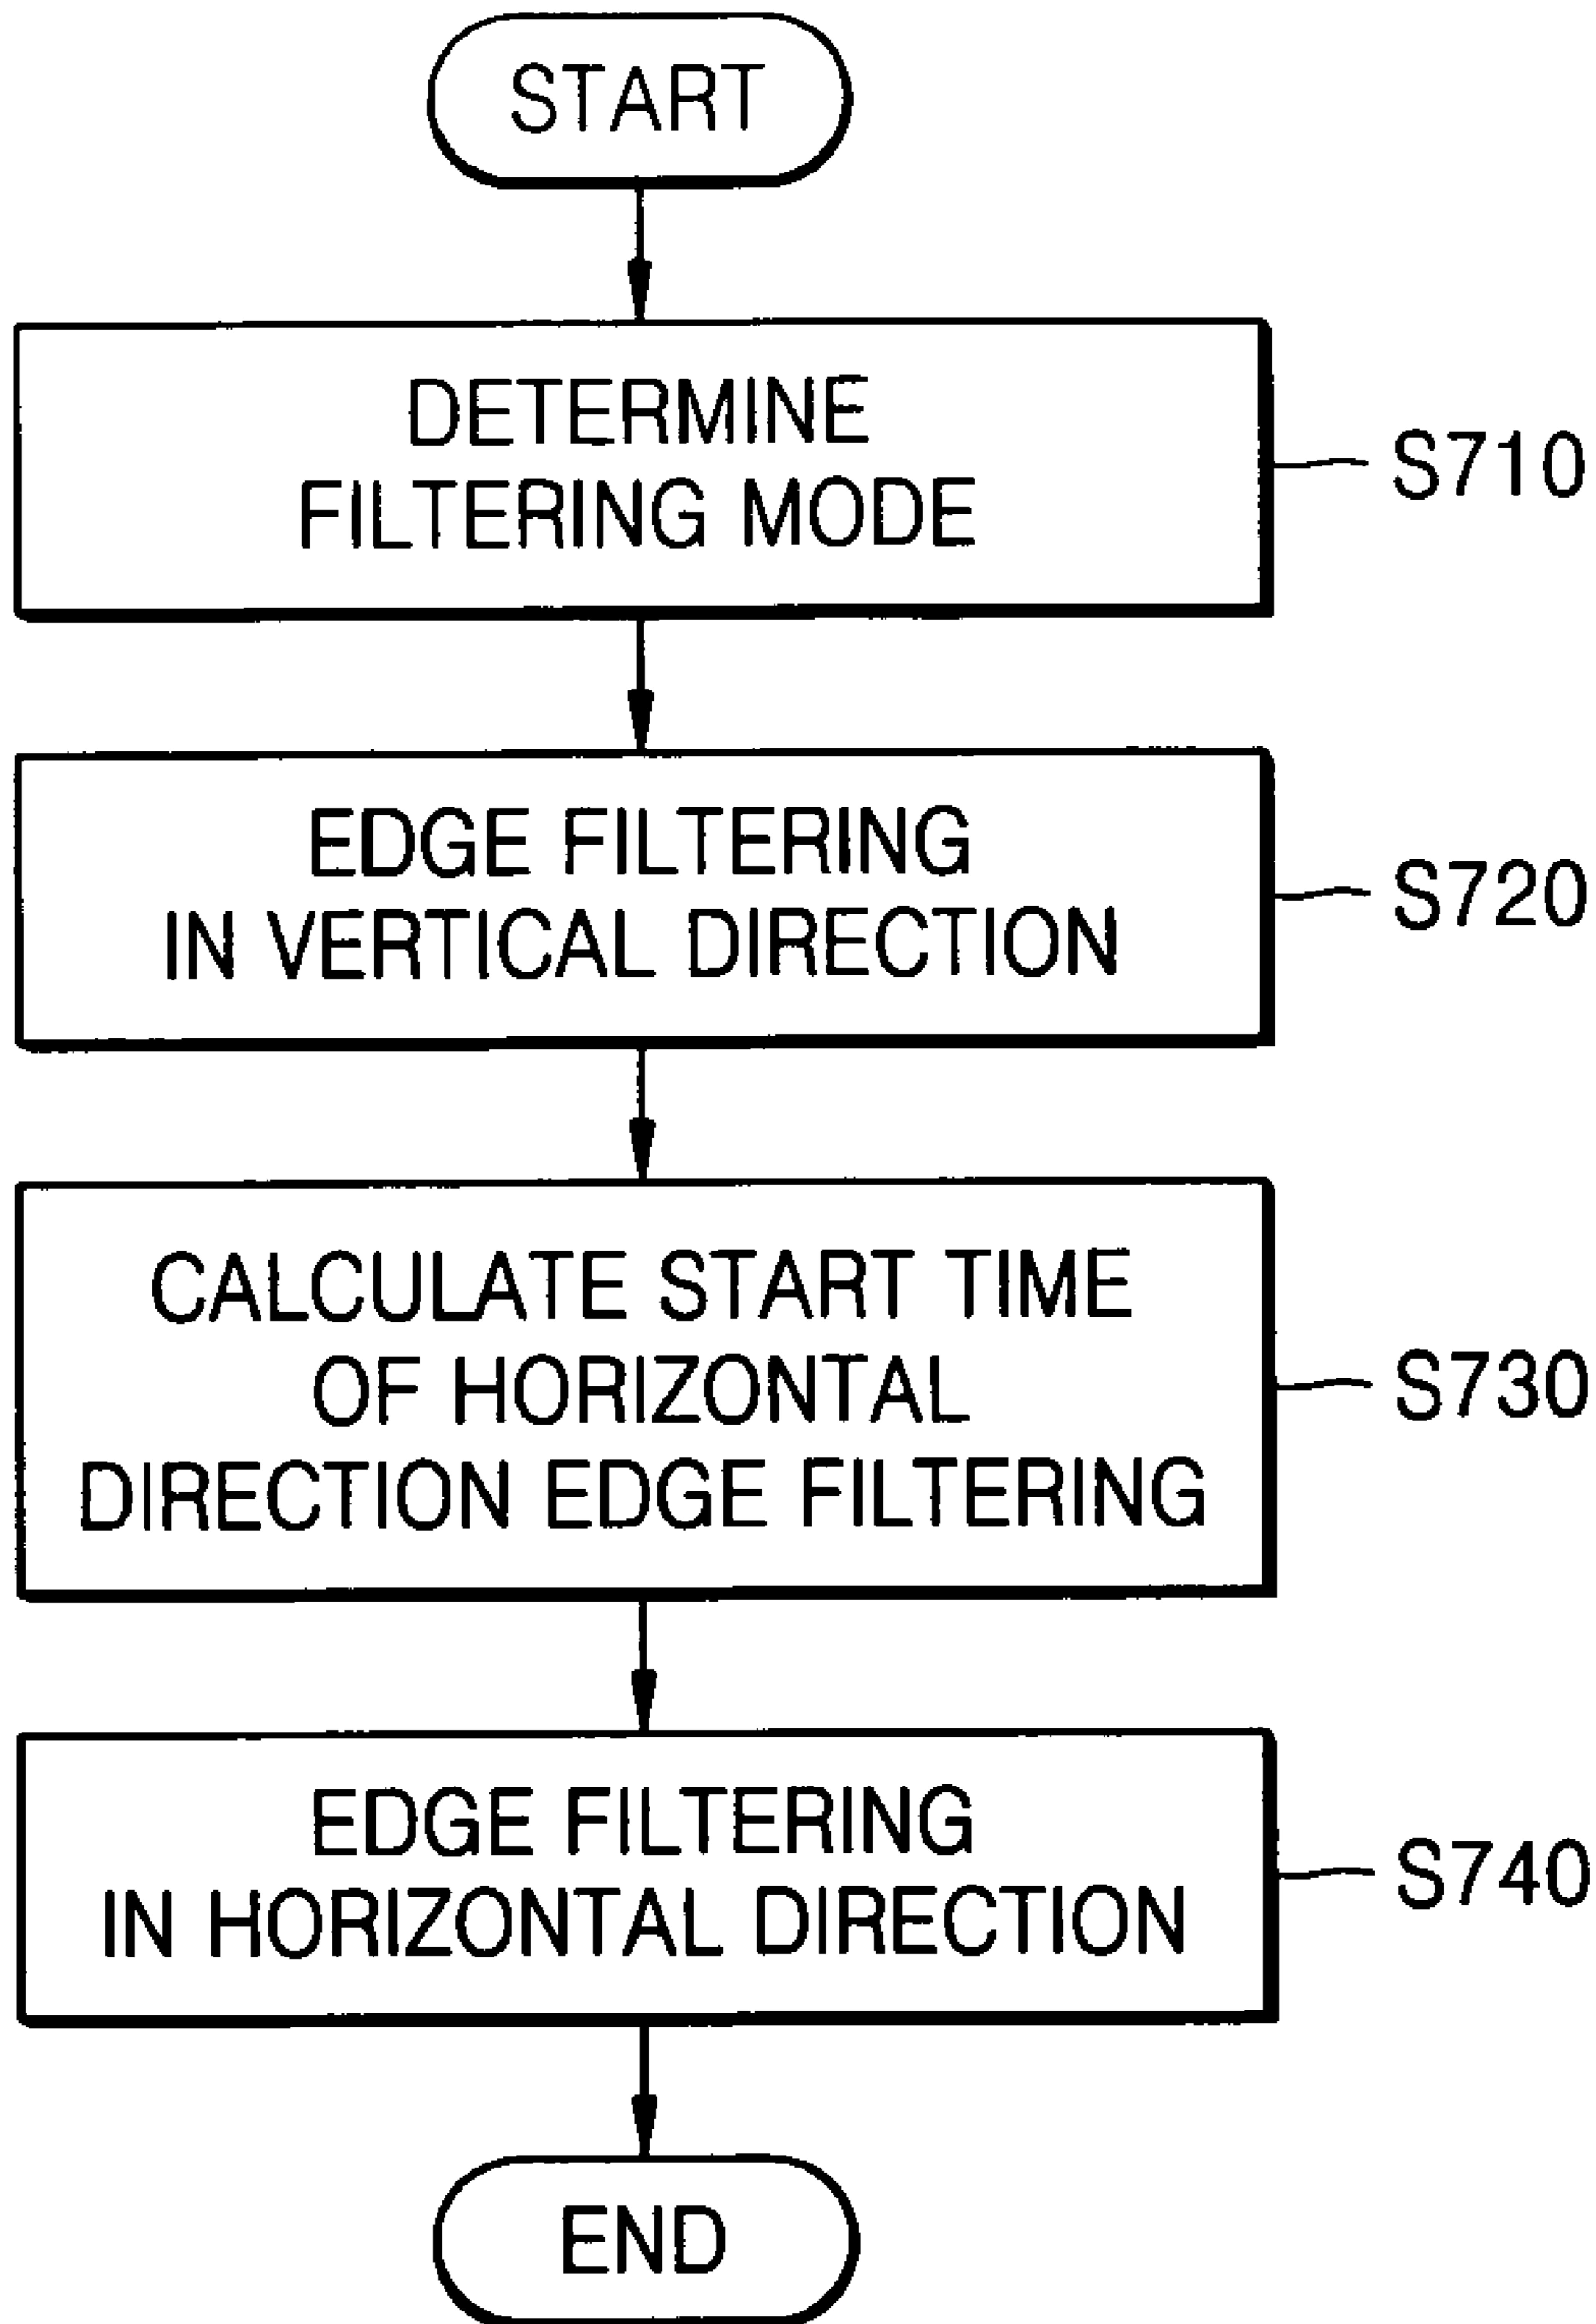 START
DETERMINE
FILTERING MODE
S710
EDGE FILTERING
IN VERTICAL DIRECTION
S720
CALCULATE START TIME
OF HORIZONTAL
DIRECTION EDGE FILTERING
S730
EDGE FILTERING
IN HORIZONTAL DIRECTION
S740
END